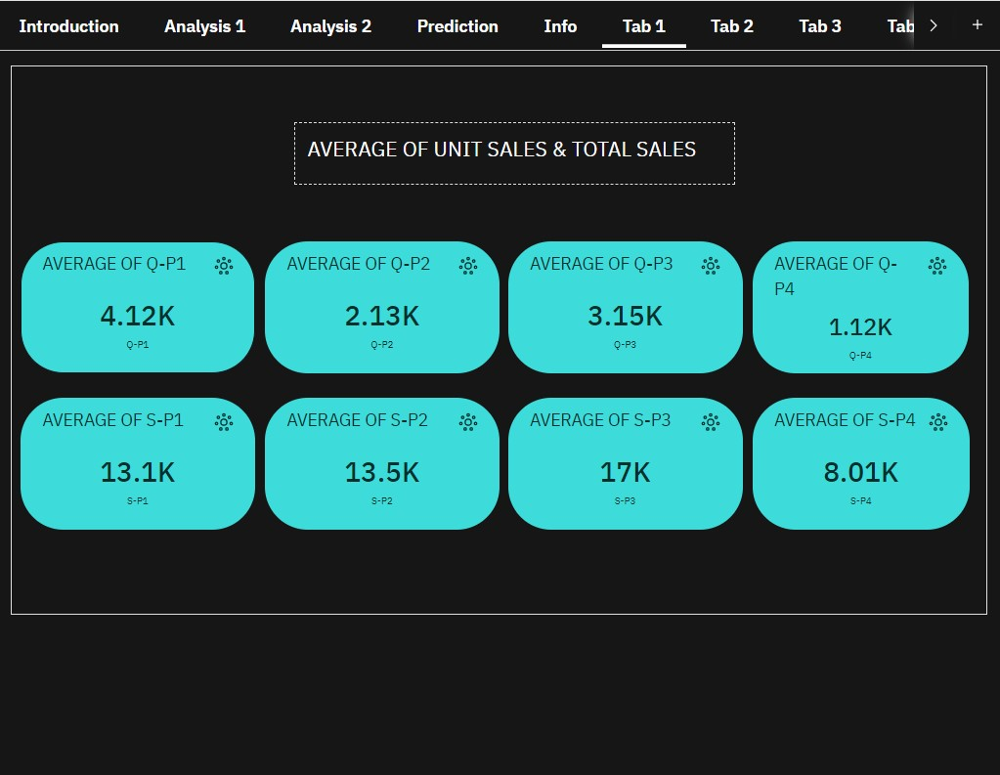 Introduction Analysis 1 Analysis 2 Prediction Info Tab 1 Tab 2 Tab 3 Tab
AVERAGE OF UNIT SALES & TOTAL SALES
AVERAGE OF Q-P1
4.12K
Q-P1
AVERAGE OF Q-P2
2.13K
Q-P2
AVERAGE OF Q-P3
3.15K
Q-P3
AVERAGE OF Q-
P4
1.12K
Q-P4
AVERAGE OF S-P1
13.1K
S-P1
AVERAGE OF S-P2
13.5K
S-P2
AVERAGE OF S-P3
17K
S-P3
AVERAGE OF S-P4
8.01K
S-P4